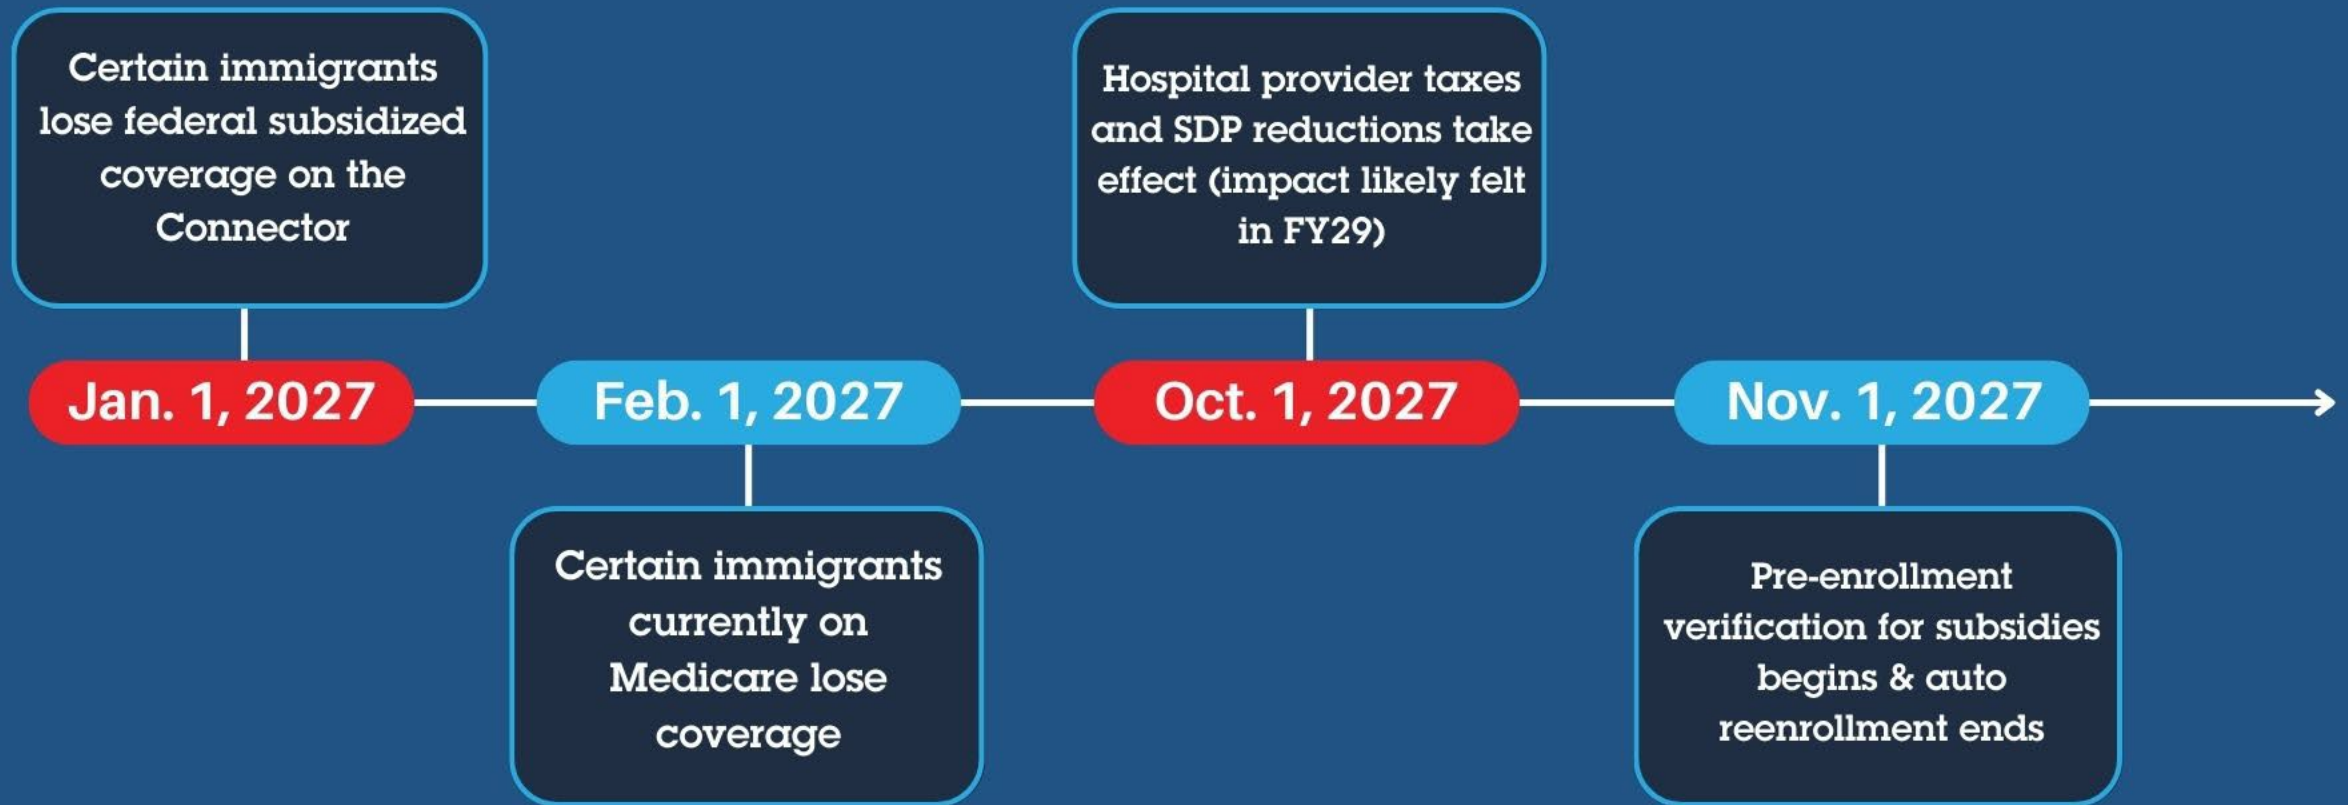 Certain immigrants
lose federal subsidized
coverage on the
Connector
Jan. 1, 2027
Feb. 1, 2027
Certain immigrants
currently on
Medicare lose
coverage
Hospital provider taxes
and SDP reductions take
effect (impact likely felt
in FY29)
Oct. 1, 2027
Nov. 1, 2027
Pre-enrollment
verification for subsidies
begins & auto
reenrollment ends